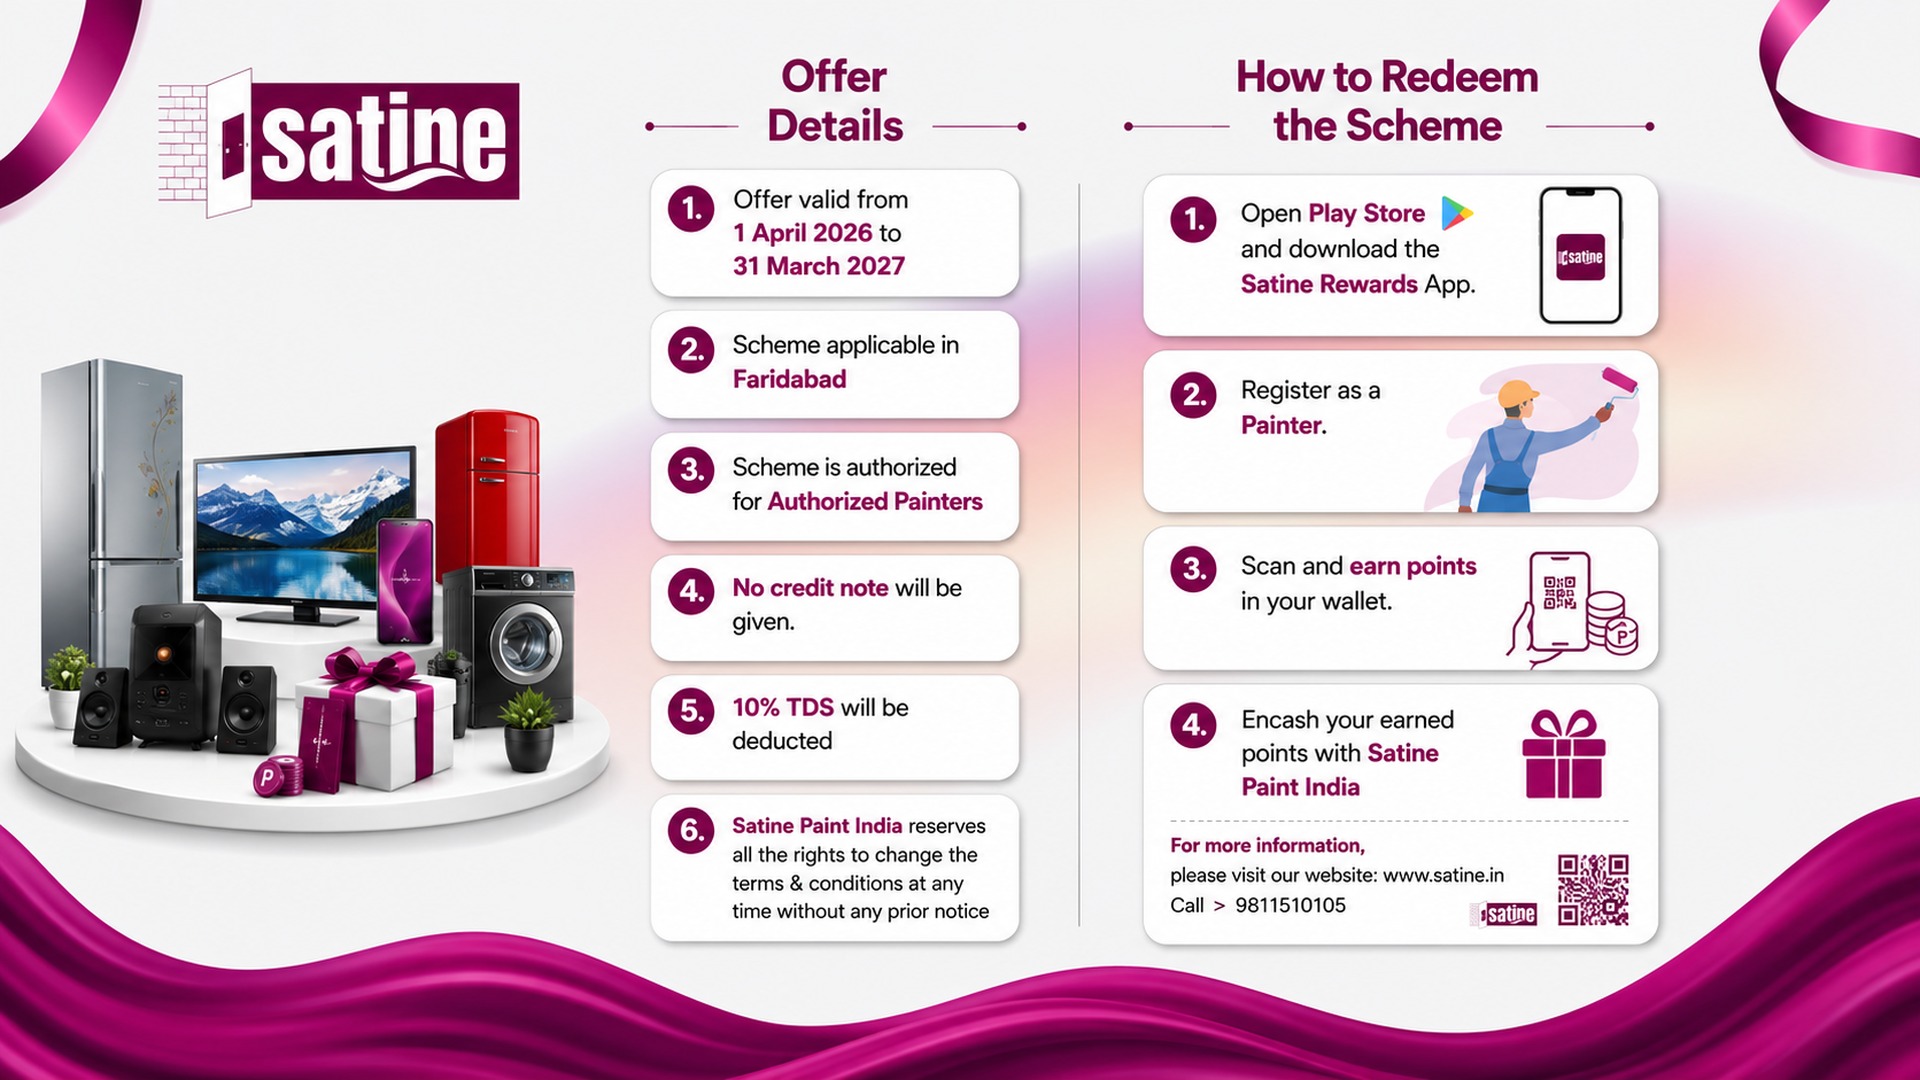 satine
Offer
Details
1. Offer valid from
1 April 2026 to
31 March 2027
2. Scheme applicable in
Faridabad
3. Scheme is authorized
for Authorized Painters
4. No credit note will be
given.
5. 10% TDS will be
deducted
6. Satine Paint India reserves
all the rights to change the
terms & conditions at any
time without any prior notice
How to Redeem
the Scheme
1. Open Play Store
and download the
Satine Rewards App.
satine
2. Register as a
Painter.
3. Scan and earn points
in your wallet.
P
4. Encash your earned
points with Satine
Paint India
For more information,
please visit our website: www.satine.in
Call > 9811510105
satine
P